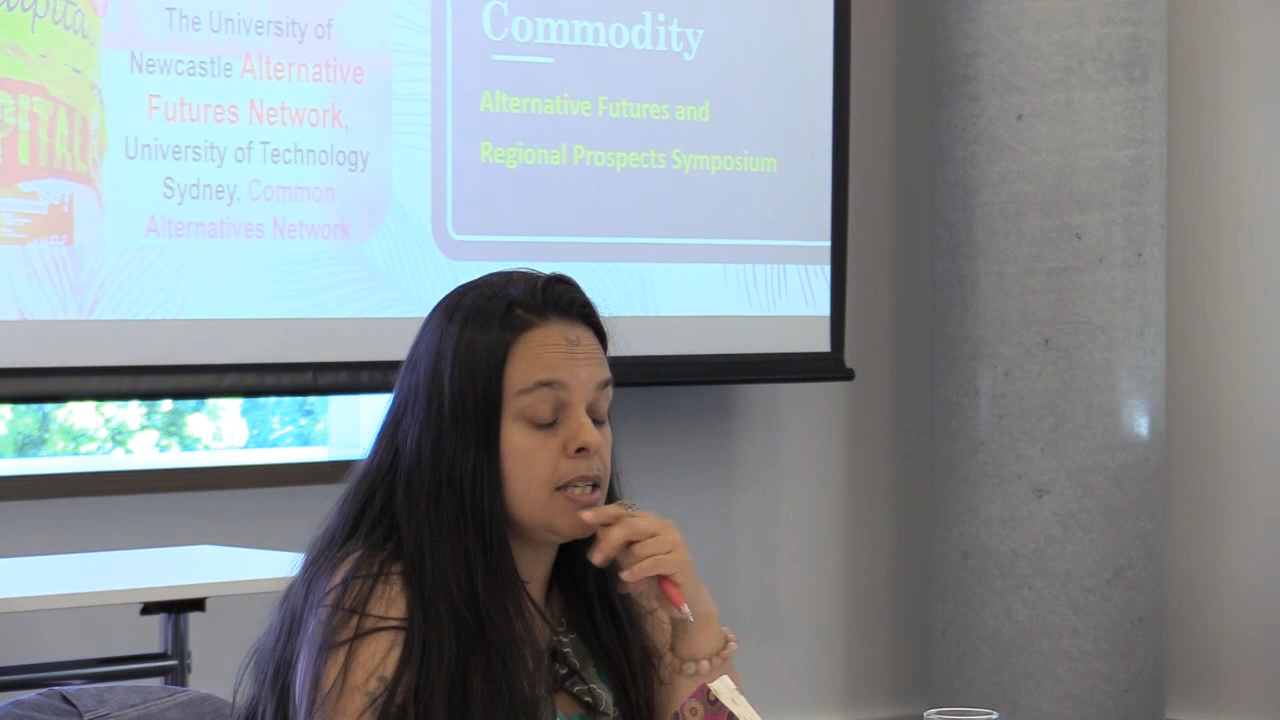 The University of
Newcastle Alternative
Futures Network,
University of Technology
Sydney, Common
Alternatives Network
Commodity
Alternative Futures and
Regional Prospects Symposium